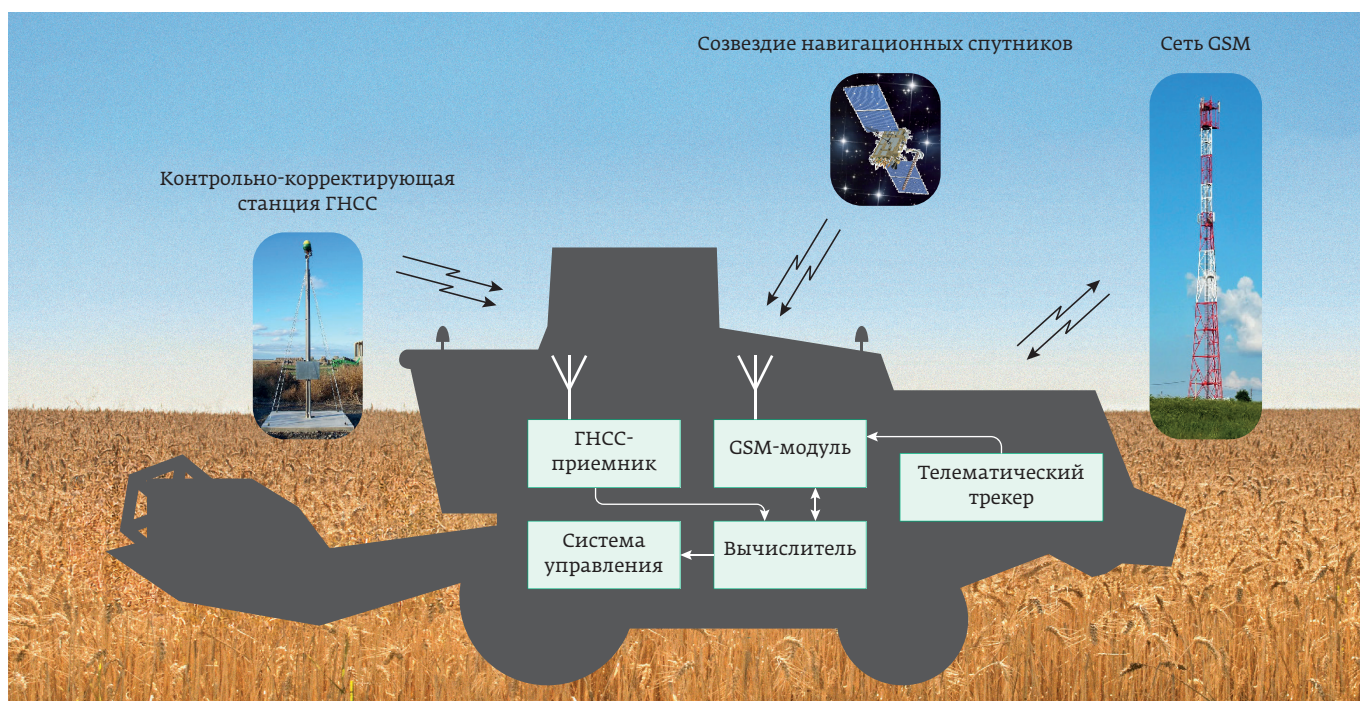 Созвездие навигационных спутников
Сеть GSM
Контрольно-корректирующая
станция ГНСС
ГНСС-
приемник
GSM-модуль
Телематический
трекер
Система
управления
Вычислитель